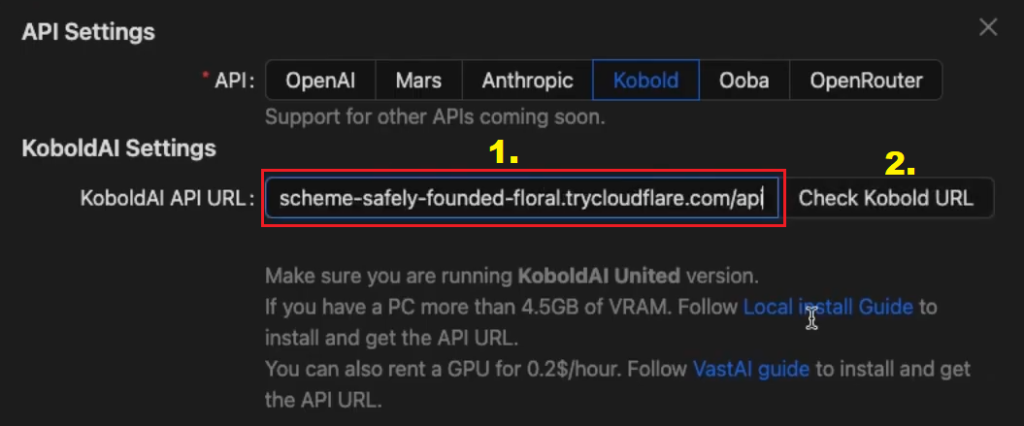 API Settings
* API: OpenAI Mars Anthropic Kobold Ooba OpenRouter
Support for other APIs coming soon.
KoboldAI Settings
1.
2.
KoboldAI API URL: scheme-safely-founded-floral.trycloudflare.com/api Check Kobold URL
Make sure you are running KoboldAI United version.
If you have a PC more than 4.5GB of VRAM. Follow Local install Guide to
install and get the API URL.
You can also rent a GPU for 0.2$/hour. Follow VastAI guide to install and get
the API URL.